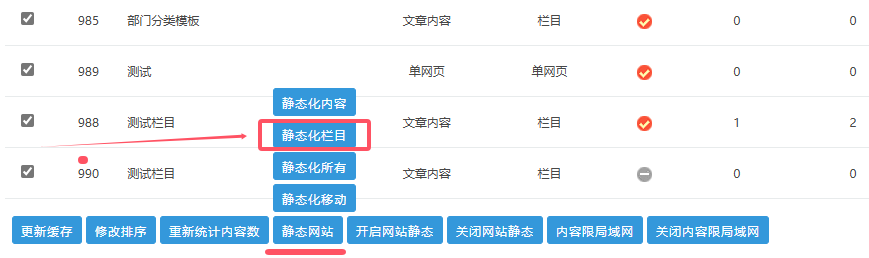 985 部门分类模板 文章内容 栏目 0 0
989 测试 单网页 单网页 0 0
静态化内容
988 测试栏目 文章内容 栏目 1 2
静态化栏目
静态化所有
990 测试栏目 文章内容 栏目 0 0
静态化移动
更新缓存 修改排序 重新统计内容数 静态网站 开启网站静态 关闭网站静态 内容限局域网 关闭内容限局域网